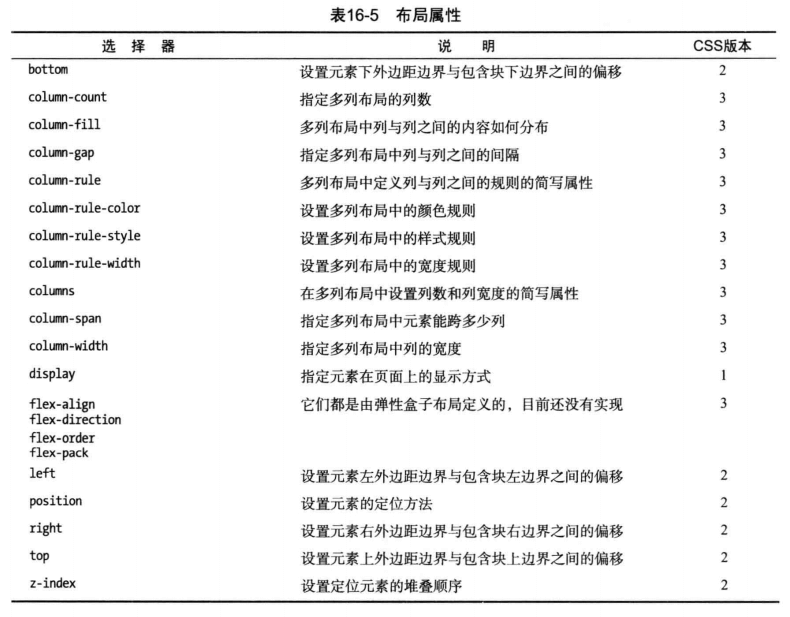 表16-5 布局属性
选 择 器 说 明 CSS版本
bottom 设置元素下外边距边界与包含块下边界之间的偏移 2
column-count 指定多列布局的列数 3
column-fill 多列布局中列与列之间的内容如何分布 3
column-gap 指定多列布局中列与列之间的间隔 3
column-rule 多列布局中定义列与列之间的规则的简写属性 3
column-rule-color 设置多列布局中的颜色规则 3
column-rule-style 设置多列布局中的样式规则 3
column-rule-width 设置多列布局中的宽度规则 3
columns 在多列布局中设置列数和列宽度的简写属性 3
column-span 指定多列布局中元素能跨多少列 3
column-width 指定多列布局中列的宽度 3
display 指定元素在页面上的显示方式 1
flex-align 它们都是由弹性盒子布局定义的，目前还没有实现 3
flex-direction
flex-order
flex-pack
left 设置元素左外边距边界与包含块左边界之间的偏移 2
position 设置元素的定位方法 2
right 设置元素右外边距边界与包含块右边界之间的偏移 2
top 设置元素上外边距边界与包含块上边界之间的偏移 2
z-index 设置定位元素的堆叠顺序 2